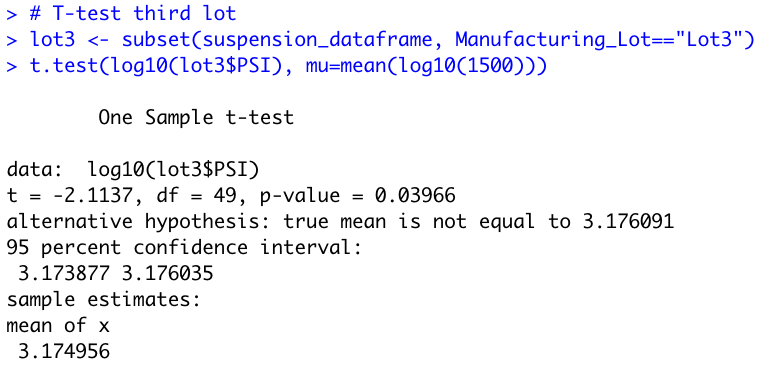 > # T-test third lot
> lot3 <- subset(suspension_dataframe, Manufacturing_Lot=="Lot3")
> t.test(log10(lot3$PSI), mu=mean(log10(1500)))
One Sample t-test
data:  log10(lot3$PSI)
t = -2.1137, df = 49, p-value = 0.03966
alternative hypothesis: true mean is not equal to 3.176091
95 percent confidence interval:
3.173877 3.176035
sample estimates:
mean of x
3.174956